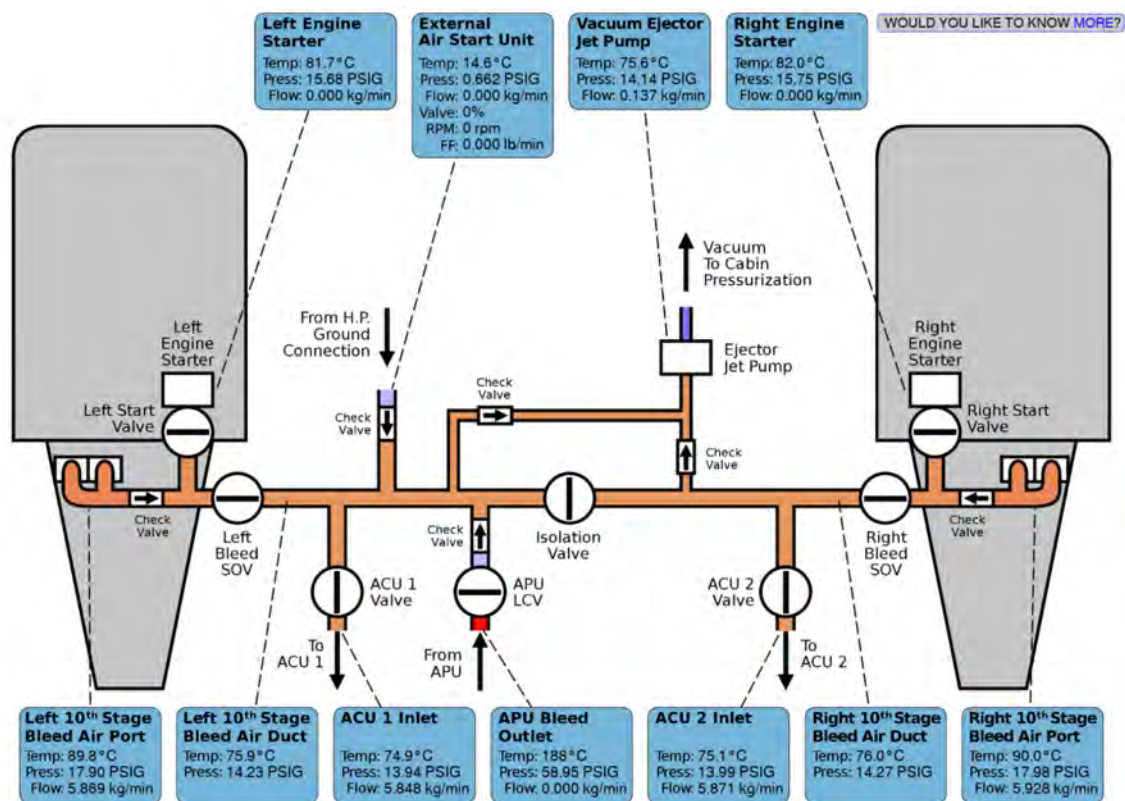 Left Engine
Starter
Temp: 81.7°C
Press: 15.68 PSIG
Flow: 0.000 kg/min
External
Air Start Unit
Temp: 14.6°C
Press: 0.662 PSIG
Flow: 0.000 kg/min
Valve: 0%
RPM: 0 rpm
FF: 0.000 lb/min
Vacuum Ejector
Jet Pump
Temp: 75.6°C
Press: 14.14 PSIG
Flow: 0.137 kg/min
Right Engine
Starter
Temp: 82.0°C
Press: 15.75 PSIG
Flow: 0.000 kg/min
WOULD YOU LIKE TO KNOW MORE?
Vacuum
To Cabin
Pressurization
From H.P.
Ground
Connection
Left
Engine
Starter
Ejector
Jet Pump
Right
Engine
Starter
Left Start
Valve
Check
Valve
Check
Valve
Right Start
Valve
Check
Valve
Check
Valve
Left
Bleed
SOV
Check
Valve
Isolation
Valve
Right
Bleed
SOV
Check
Valve
ACU 1
Valve
APU
LCV
ACU 2
Valve
To
ACU 1
From
APU
To
ACU 2
Left 10th Stage
Bleed Air Port
Temp: 89.8°C
Press: 17.90 PSIG
Flow: 5.869 kg/min
Left 10th Stage
Bleed Air Duct
Temp: 75.9°C
Press: 14.23 PSIG
ACU 1 Inlet
Temp: 74.9°C
Press: 13.94 PSIG
Flow: 5.848 kg/min
APU Bleed
Outlet
Temp: 188°C
Press: 58.95 PSIG
Flow: 0.000 kg/min
ACU 2 Inlet
Temp: 75.1°C
Press: 13.99 PSIG
Flow: 5.871 kg/min
Right 10th Stage
Bleed Air Duct
Temp: 76.0°C
Press: 14.27 PSIG
Right 10th Stage
Bleed Air Port
Temp: 90.0°C
Press: 17.98 PSIG
Flow: 5.928 kg/min